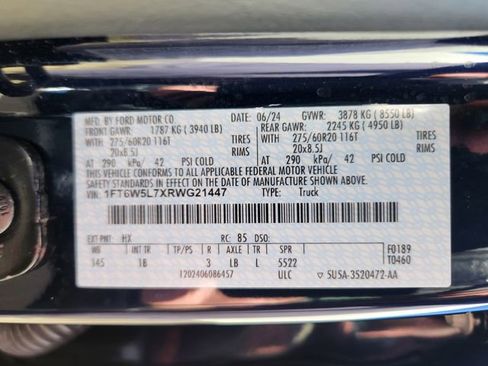 MFD. BY FORD MOTOR CO. DATE: 06/24 GVWR: 3878 KG ( 8550 LB)
FRONT GAWR: 1787 KG ( 3940 LB) REAR GAWR: 2245 KG ( 4950 LB)
275/60R20 116T TIRES 275/60R20 116T
20x8.5J RIMS 20x8.5J
AT 290 kPa/ 42 PSI COLD AT 290 kPa/ 42 PSI COLD
THIS VEHICLE CONFORMS TO ALL APPLICABLE FEDERAL MOTOR VEHICLE SAFETY STANDARDS IN EFFECT ON THE DATE OF MANUFACTURE SHOWN ABOVE.
VIN: 1FT6W5L7XRWG21447 TYPE: Truck
EXT PNT: HX RC: 85 DSO:
WB INT TR TP/PS R AXLE TR SPR F0189
145 1B 3 LB L 5522 T0460
1202406086457 ULC 5U5A-3520472-AA